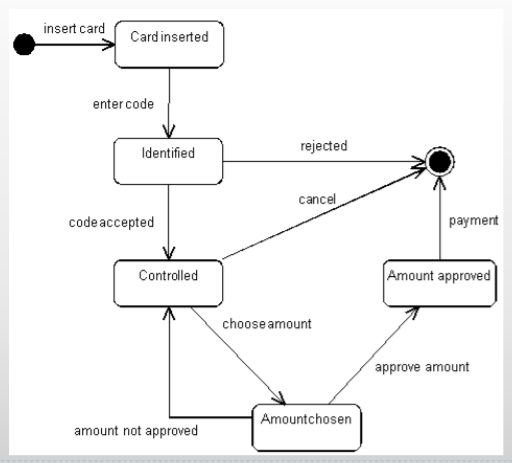 insert card
Card inserted
enter code
Identified
rejected
cancel
code accepted
payment
Controlled
Amount approved
choose amount
approve amount
Amount chosen
amount not approved